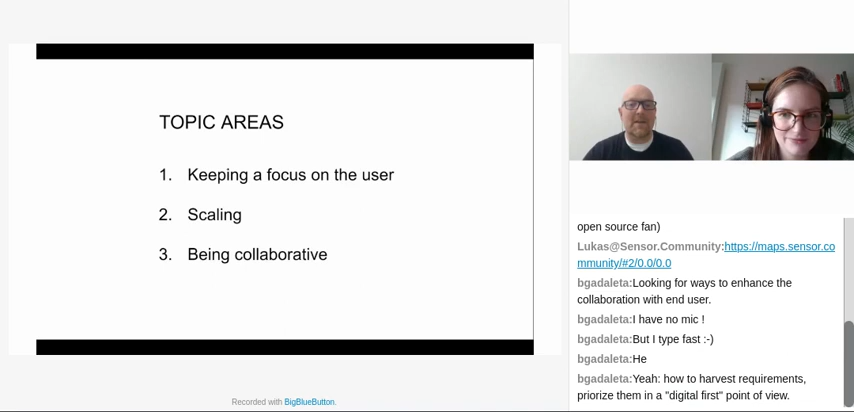 TOPIC AREAS
1. Keeping a focus on the user
2. Scaling
3. Being collaborative
Recorded with BigBlueButton.
open source fan)
Lukas@Sensor.Community:https://maps.sensor.co
mmunity/#2/0.0/0.0
bgadaleta:Looking for ways to enhance the
collaboration with end user.
bgadaleta:I have no mic !
bgadaleta:But I type fast :-)
bgadaleta:He
bgadaleta:Yeah: how to harvest requirements,
priorize them in a "digital first" point of view.